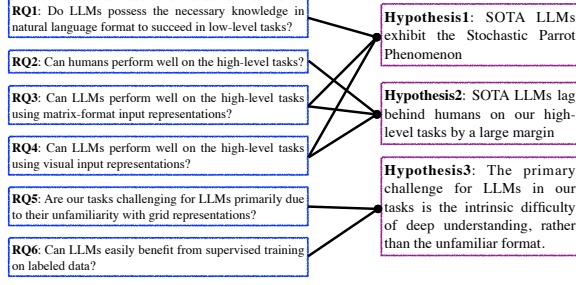 RQ1: Do LLMs possess the necessary knowledge in
natural language format to succeed in low-level tasks?
RQ2: Can humans perform well on the high-level tasks?
RQ3: Can LLMs perform well on the high-level tasks
using matrix-format input representations?
RQ4: Can LLMs perform well on the high-level tasks
using visual input representations?
RQ5: Are our tasks challenging for LLMs primarily due
to their unfamiliarity with grid representations?
RQ6: Can LLMs easily benefit from supervised training
on labeled data?
Hypothesis1: SOTA LLMs
exhibit the Stochastic Parrot
Phenomenon
Hypothesis2: SOTA LLMs lag
behind humans on our high-
level tasks by a large margin
Hypothesis3: The primary
challenge for LLMs in our
tasks is the intrinsic difficulty
of deep understanding, rather
than the unfamiliar format.